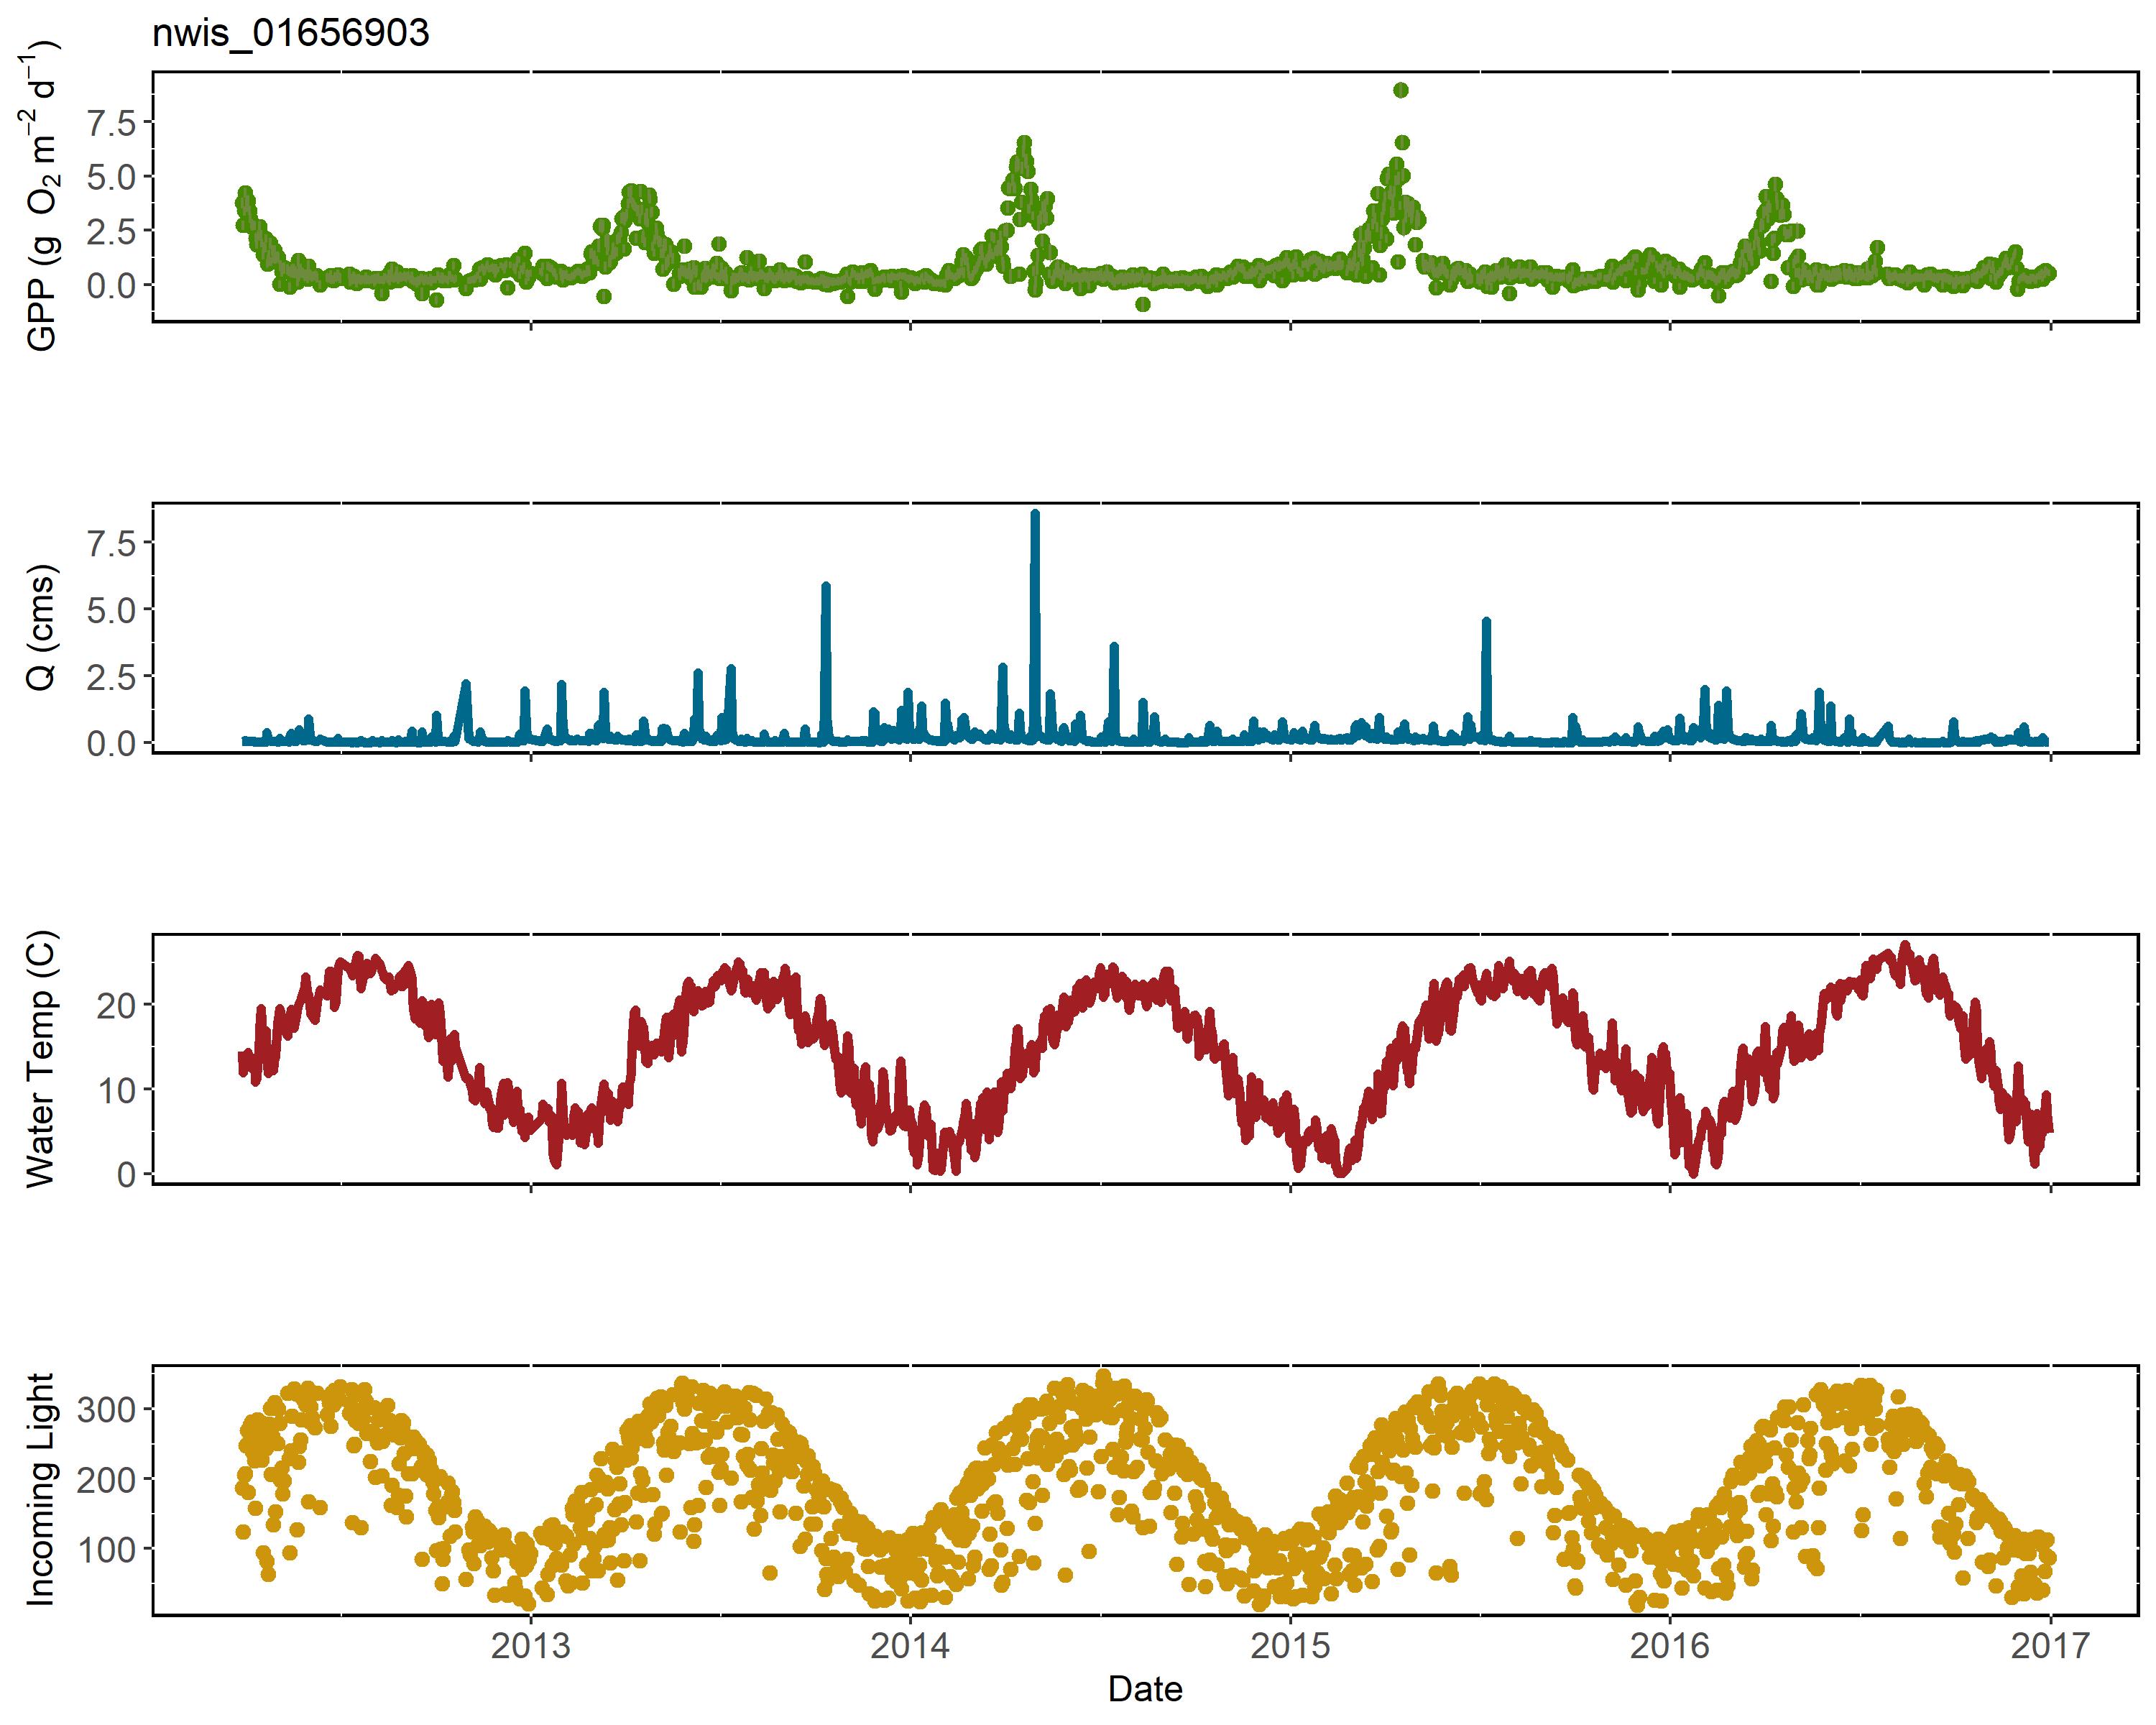 nwis_01656903
GPP (g O₂ m⁻² d⁻¹)
7.5
5.0
2.5
0.0
Q (cms)
7.5
5.0
2.5
0.0
Water Temp (C)
20
10
0
Incoming Light
300
200
100
2013 2014 2015 2016 2017
Date